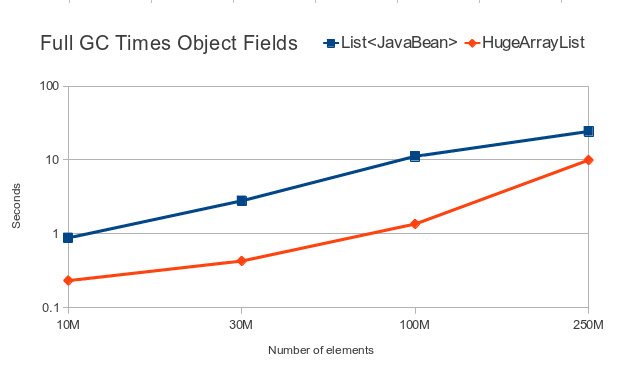 Full GC Times Object Fields
List<JavaBean>
HugeArrayList
100
10
1
0.1
Seconds
10M
30M
100M
250M
Number of elements